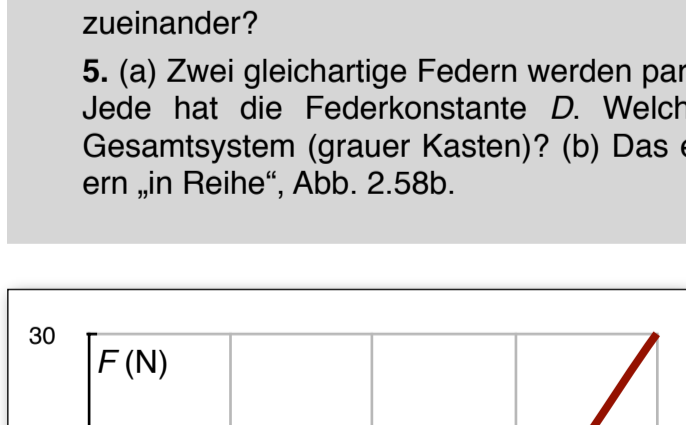 zueinander?
5. (a) Zwei gleichartige Federn werden par
Jede hat die Federkonstante D. Welch
Gesamtsystem (grauer Kasten)? (b) Das e
ern „in Reihe“, Abb. 2.58b.
30
F (N)